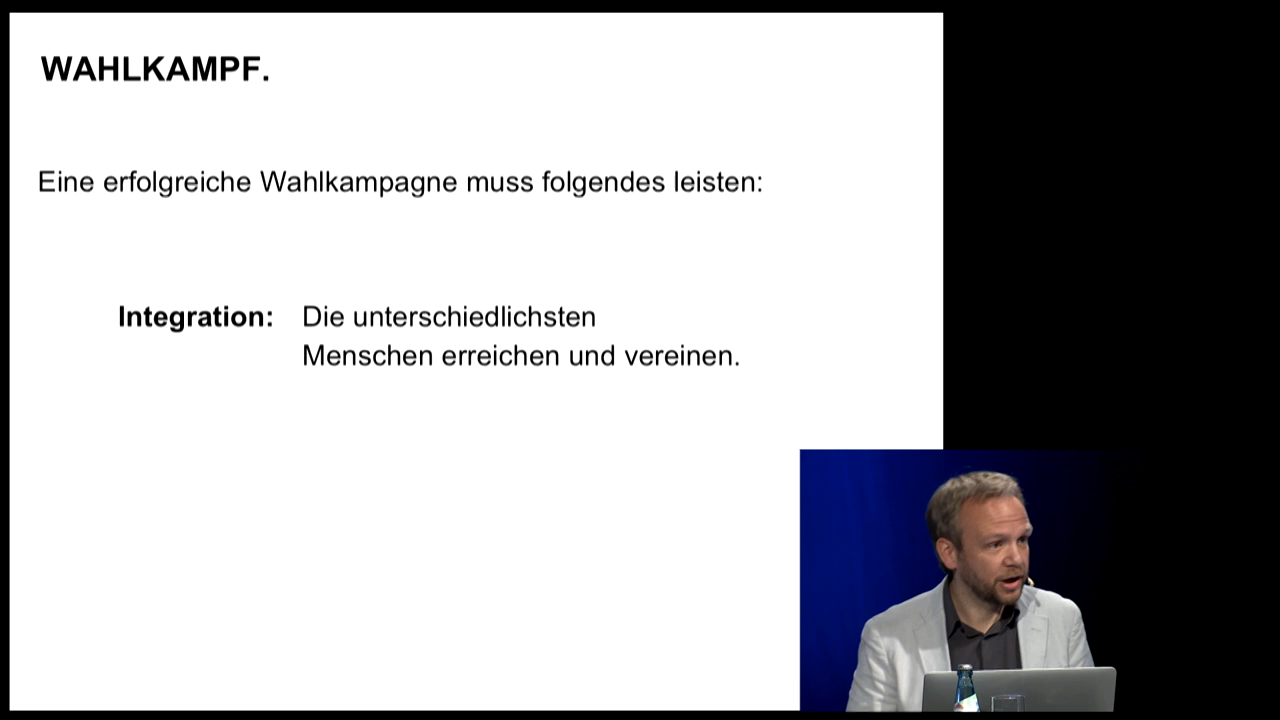 WAHLKAMPF.
Eine erfolgreiche Wahlkampagne muss folgendes leisten:
Integration: Die unterschiedlichsten
Menschen erreichen und vereinen.